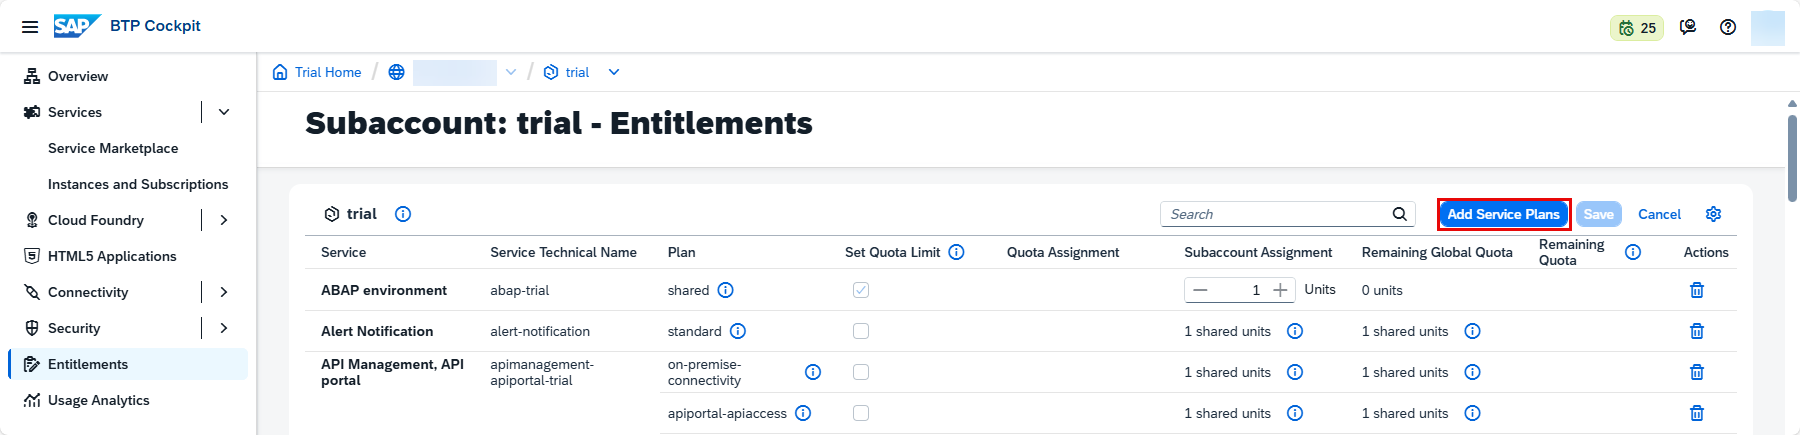 SAP BTP Cockpit
25
Overview
Services
Service Marketplace
Instances and Subscriptions
Cloud Foundry
HTML5 Applications
Connectivity
Security
Entitlements
Usage Analytics
Trial Home / / trial
Subaccount: trial - Entitlements
trial
Search
Add Service Plans
Save
Cancel
Service Service Technical Name Plan Set Quota Limit Quota Assignment Subaccount Assignment Remaining Global Quota Remaining Quota Actions
ABAP environment abap-trial shared 1 Units 0 units
Alert Notification alert-notification standard 1 shared units 1 shared units
API Management, API portal apimanagement-apiportal-trial on-premise-connectivity 1 shared units 1 shared units
apiportal-apiaccess 1 shared units 1 shared units